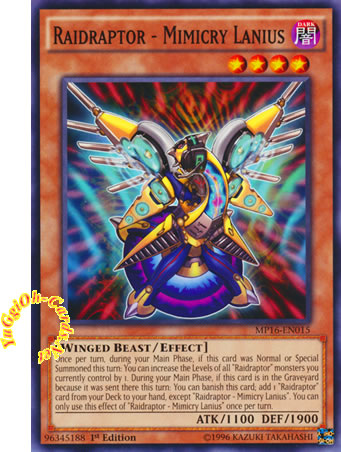 RAIDRAPTOR - MIMICRY LANIUS
DARK
闇
MP16-EN015
[WINGED BEAST/EFFECT]
Once per turn, during your Main Phase, if this card was Normal or Special
Summoned this turn: You can increase the Levels of all "Raidraptor" monsters you
currently control by 1. During your Main Phase, if this card is in the Graveyard
because it was sent there this turn: You can banish this card; add 1 "Raidraptor"
card from your Deck to your hand, except "Raidraptor - Mimicry Lanius". You can
only use this effect of "Raidraptor - Mimicry Lanius" once per turn.
ATK/1100 DEF/1900
96345188 1st Edition ©1996 KAZUKI TAKAHASHI